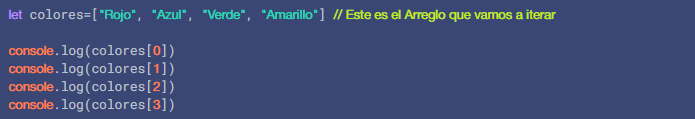 let colores=["Rojo", "Azul", "Verde", "Amarillo"] // Este es el Arreglo que vamos a iterar
console.log(colores[0])
console.log(colores[1])
console.log(colores[2])
console.log(colores[3])